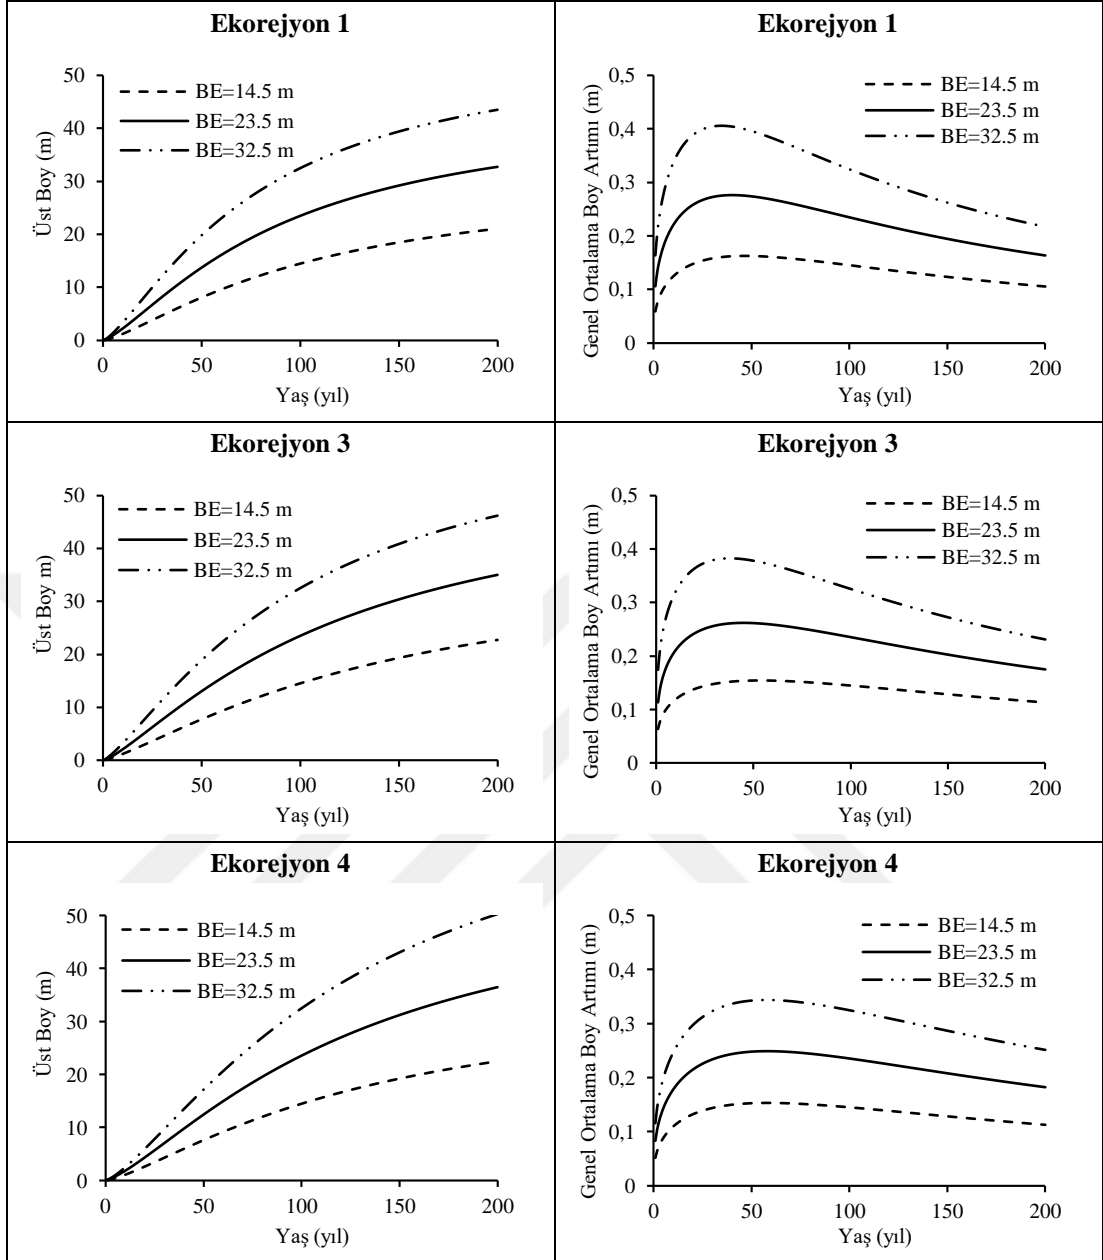 Ekorejyon 1
Üst Boy (m)
50
40
30
20
10
0
BE=14.5 m
BE=23.5 m
BE=32.5 m
0 50 100 150 200
Yaş (yıl)
Ekorejyon 1
Genel Ortalama Boy Artımı (m)
0,5
0,4
0,3
0,2
0,1
0
BE=14.5 m
BE=23.5 m
BE=32.5 m
0 50 100 150 200
Yaş (yıl)
Ekorejyon 3
Üst Boy m)
50
40
30
20
10
0
BE=14.5 m
BE=23.5 m
BE=32.5 m
0 50 100 150 200
Yaş (yıl)
Ekorejyon 3
Genel Ortalama Boy Artımı (m)
0,5
0,4
0,3
0,2
0,1
0
BE=14.5 m
BE=23.5 m
BE=32.5 m
0 50 100 150 200
Yaş (yıl)
Ekorejyon 4
Üst Boy (m)
50
40
30
20
10
0
BE=14.5 m
BE=23.5 m
BE=32.5 m
0 50 100 150 200
Yaş (yıl)
Ekorejyon 4
Genel Ortalama Boy Artımı (m)
0,5
0,4
0,3
0,2
0,1
0
BE=14.5 m
BE=23.5 m
BE=32.5 m
0 50 100 150 200
Yaş (yıl)